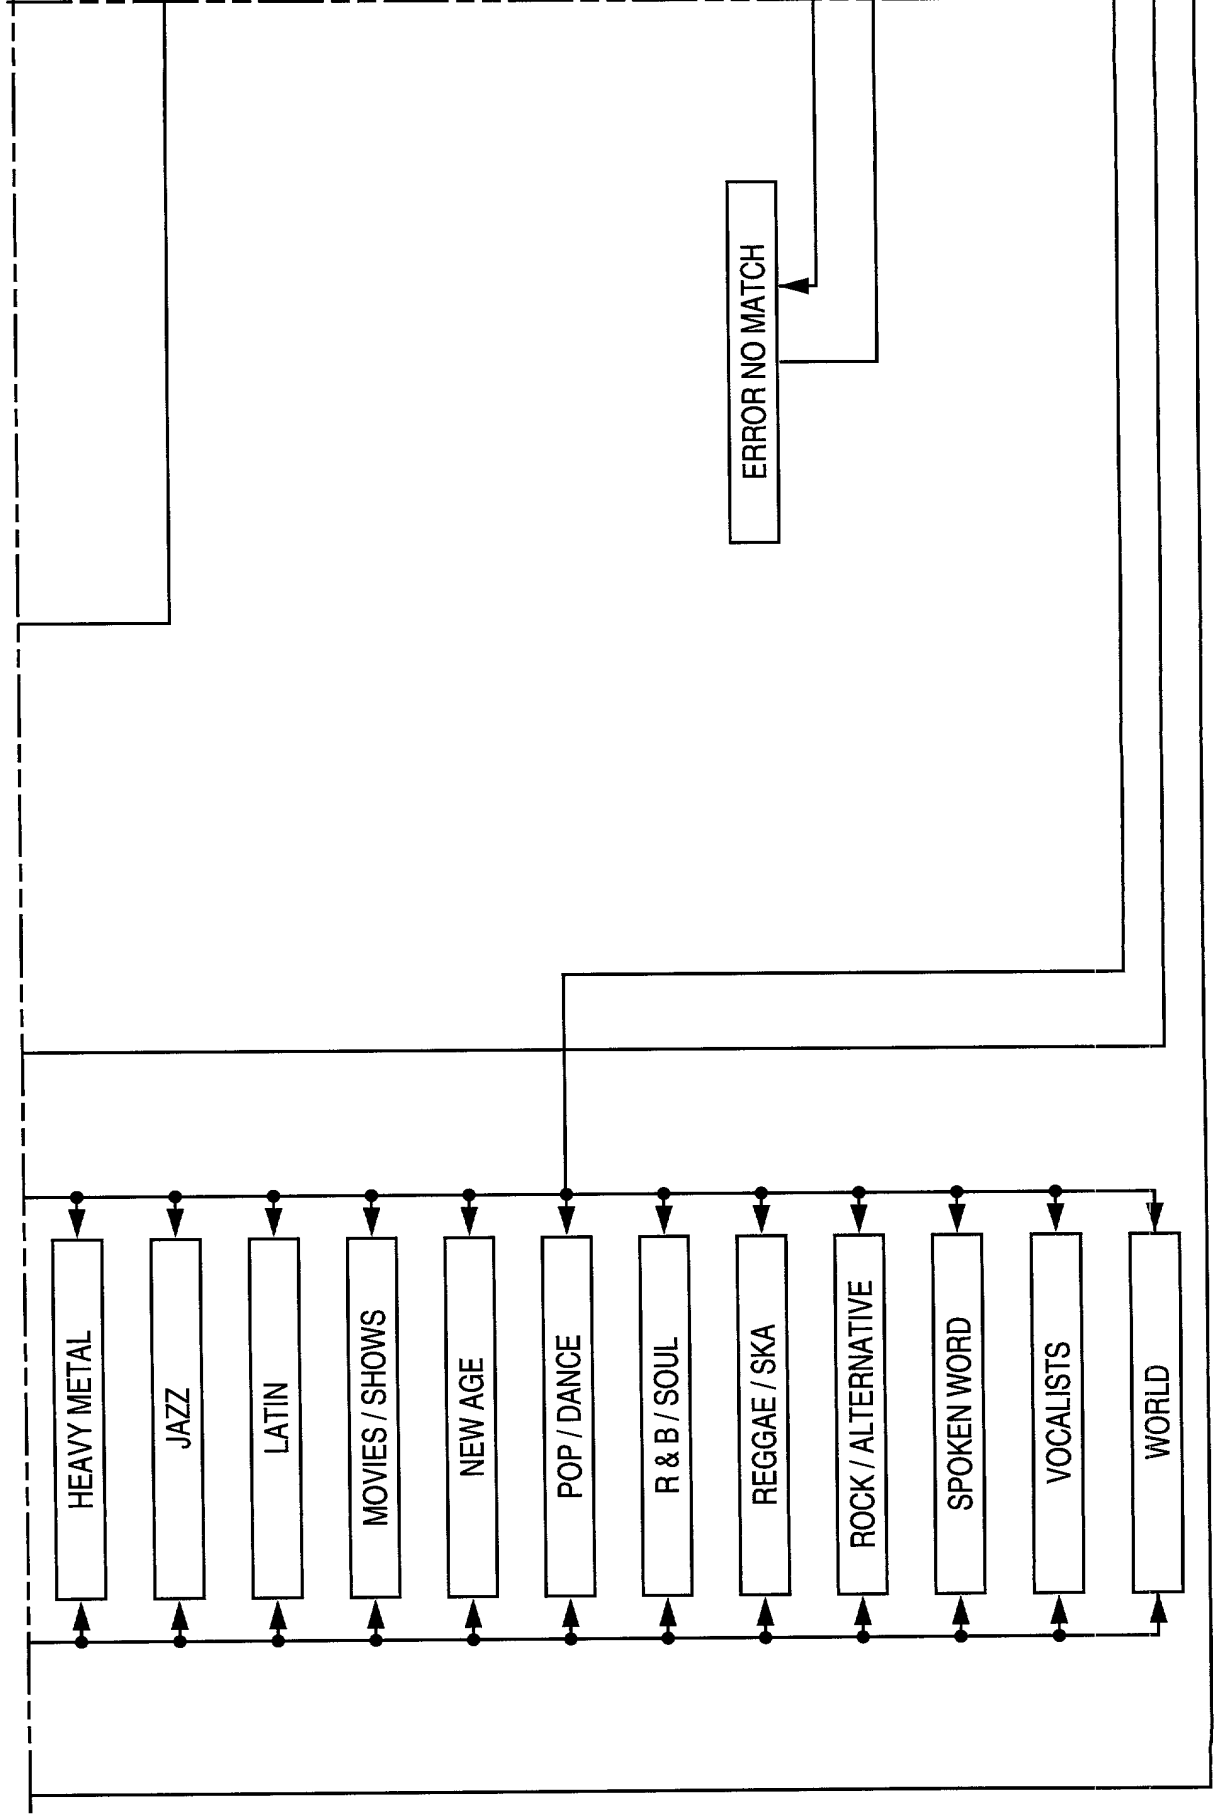 HEAVY METAL
JAZZ
LATIN
MOVIES / SHOWS
NEW AGE
POP / DANCE
R & B / SOUL
REGGAE / SKA
ROCK / ALTERNATIVE
SPOKEN WORD
VOCALISTS
WORLD
ERROR NO MATCH